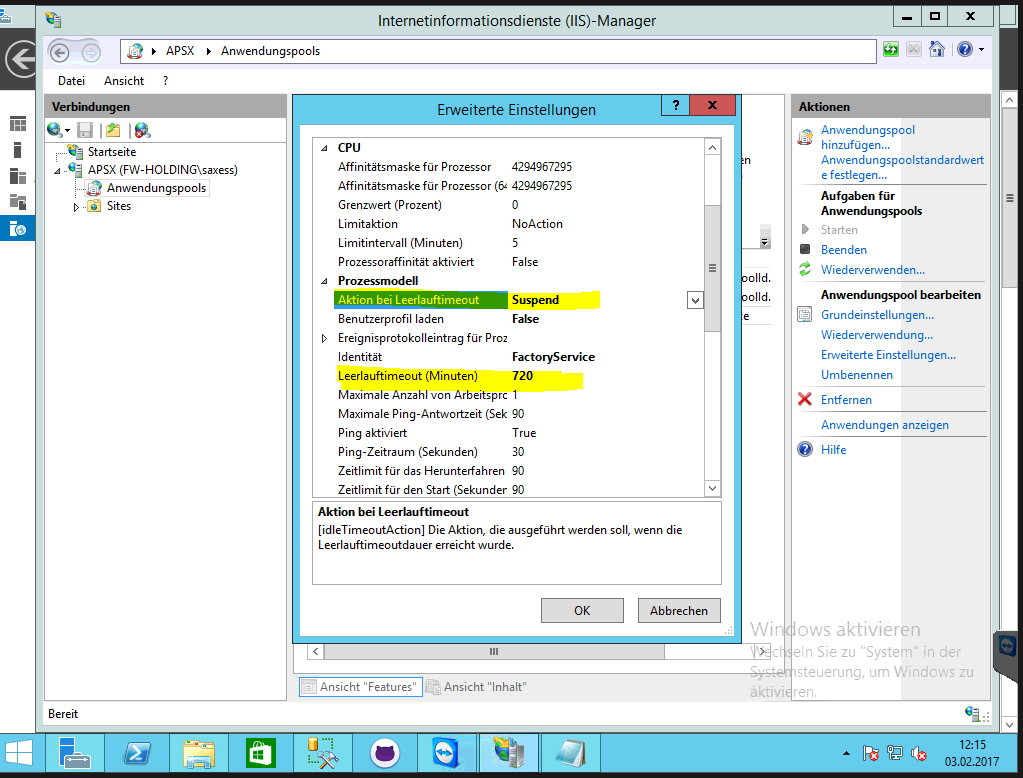 Internetinformationsdienste (IIS)-Manager
APSX
Anwendungspools
Datei
Ansicht
?
Verbindungen
Startseite
APSX (FW-HOLDING\saxess)
Anwendungspools
Sites
Erweiterte Einstellungen
?
CPU
Affinitätsmaske für Prozessor 4294967295
Affinitätsmaske für Prozessor (64 4294967295
Grenzwert (Prozent) 0
Limitaktion NoAction
Limitintervall (Minuten) 5
Prozessoraffinität aktiviert False
Prozessmodell
Aktion bei Leerlauftimeout Suspend
Benutzerprofil laden False
Ereignisprotokolleintrag für Proz
Identität FactoryService
Leerlauftimeout (Minuten) 720
Maximale Anzahl von Arbeitsprc 1
Maximale Ping-Antwortzeit (Sek 90
Ping aktiviert True
Ping-Zeitraum (Sekunden) 30
Zeitlimit für das Herunterfahren 90
Zeitlimit für den Start (Sekunden 90
Aktion bei Leerlauftimeout
[idleTimeoutAction] Die Aktion, die ausgeführt werden soll, wenn die
Leerlauftimeoutdauer erreicht wurde.
OK
Abbrechen
en
oolld.
oolld.
te
Ansicht "Features"
Ansicht "Inhalt"
Aktionen
Anwendungspool
hinzufügen...
Anwendungspoolstandardwert
e festlegen...
Aufgaben für
Anwendungspools
Starten
Beenden
Wiederverwenden...
Anwendungspool bearbeiten
Grundeinstellungen...
Wiederverwendung...
Erweiterte Einstellungen...
Umbenennen
Entfernen
Anwendungen anzeigen
Hilfe
Windows aktivieren
Wechseln Sie zu "System" in der
Systemsteuerung, um Windows zu
aktivieren.
Bereit
12:15
03.02.2017